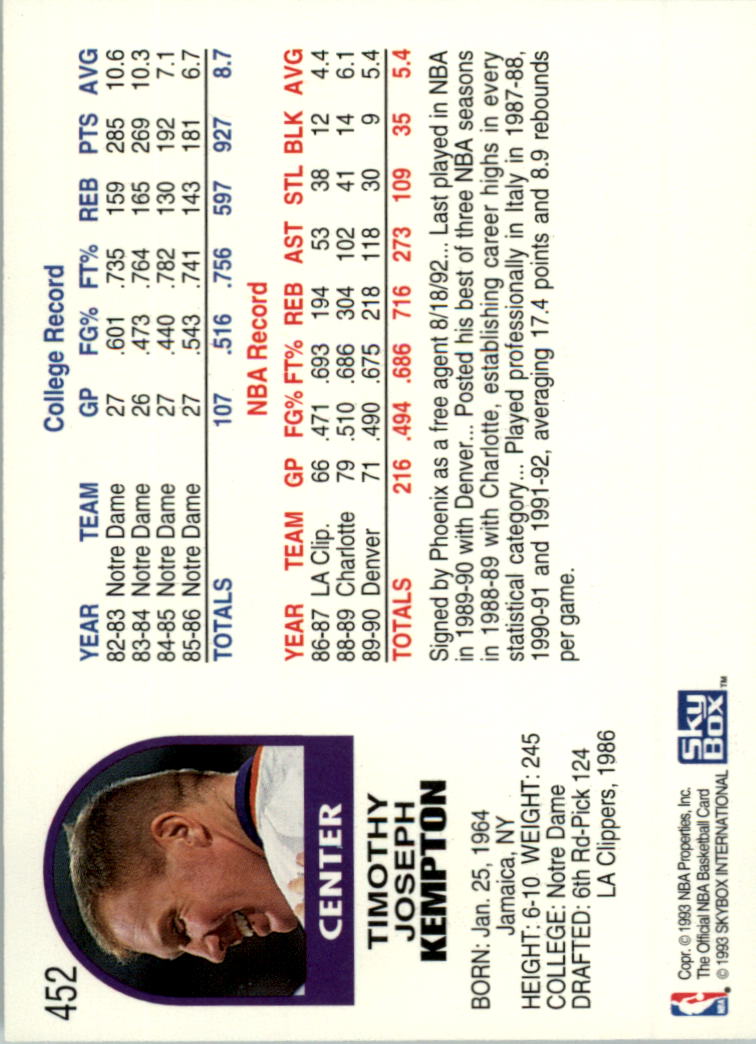 452
CENTER
TIMOTHY
JOSEPH
KEMPTON
BORN: Jan. 25, 1964
Jamaica, NY
HEIGHT: 6-10 WEIGHT: 245
COLLEGE: Notre Dame
DRAFTED: 6th Rd-Pick 124
LA Clippers, 1986
College Record
YEAR TEAM GP FG% FT% REB PTS AVG
82-83 Notre Dame 27 .601 .735 159 285 10.6
83-84 Notre Dame 26 .473 .764 165 269 10.3
84-85 Notre Dame 27 .440 .782 130 192 7.1
85-86 Notre Dame 27 .543 .741 143 181 6.7
TOTALS 107 .516 .756 597 927 8.7
NBA Record
YEAR TEAM GP FG% FT% REB AST STL BLK AVG
86-87 LA Clip. 66 .471 .693 194 53 38 12 4.4
88-89 Charlotte 79 .510 .686 304 102 41 14 6.1
89-90 Denver 71 .490 .675 218 118 30 9 5.4
TOTALS 216 .494 .686 716 273 109 35 5.4
Signed by Phoenix as a free agent 8/18/92... Last played in NBA
in 1989-90 with Denver... Posted his best of three NBA seasons
in 1988-89 with Charlotte, establishing career highs in every
statistical category... Played professionally in Italy in 1987-88,
1990-91 and 1991-92, averaging 17.4 points and 8.9 rebounds
per game.
NBA
Copr. © 1993 NBA Properties, Inc.
The Official NBA Basketball Card
© 1993 SKYBOX INTERNATIONAL
Sky
Box™